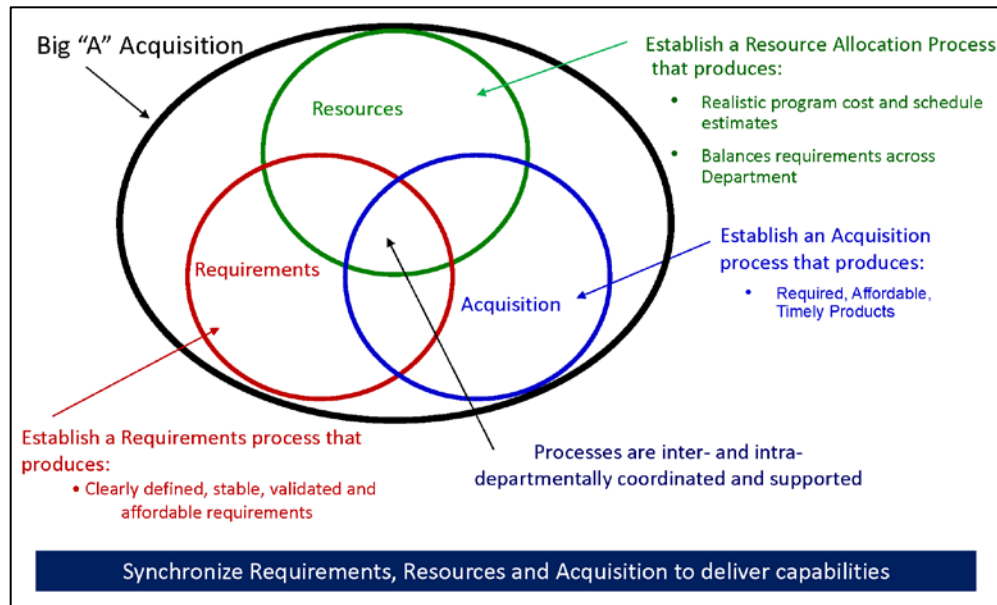 Big “A” Acquisition
Establish a Resource Allocation Process
that produces:
• Realistic program cost and schedule
estimates
• Balances requirements across
Department
Resources
Requirements
Acquisition
Establish an Acquisition
process that produces:
• Required, Affordable,
Timely Products
Establish a Requirements process that
produces:
• Clearly defined, stable, validated and
affordable requirements
Processes are inter- and intra-
departmentally coordinated and supported
Synchronize Requirements, Resources and Acquisition to deliver capabilities